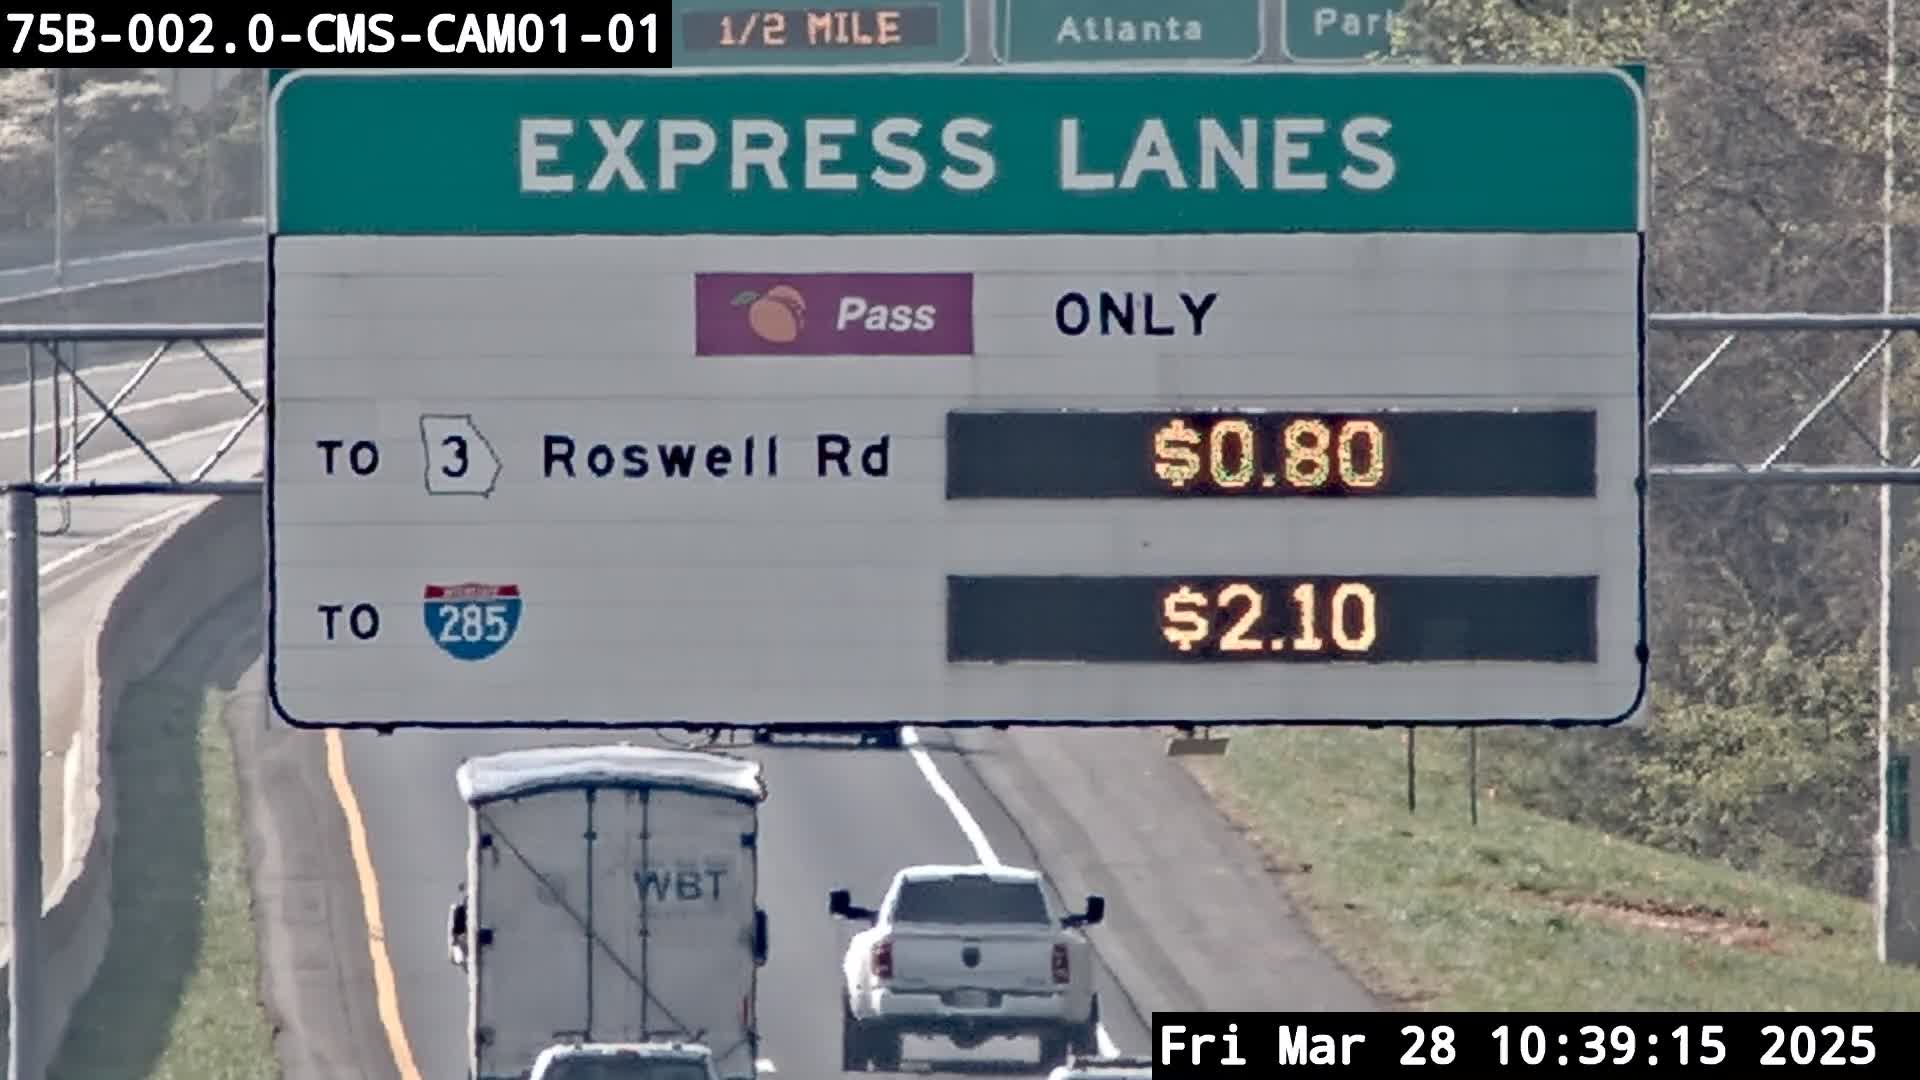 75B-002.0-CMS-CAM01-01
1/2 MILE
Atlanta
EXPRESS LANES
Pass ONLY
TO 3 Roswell Rd $0.80
TO 285 $2.10
WBT
Fri Mar 28 10:39:15 2025